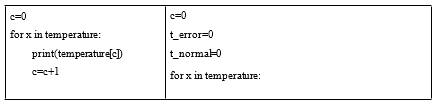 c=0
for x in temperature:
print(temperature[c])
c=c+1
c=0
t_error=0
t_normal=0
for x in temperature: